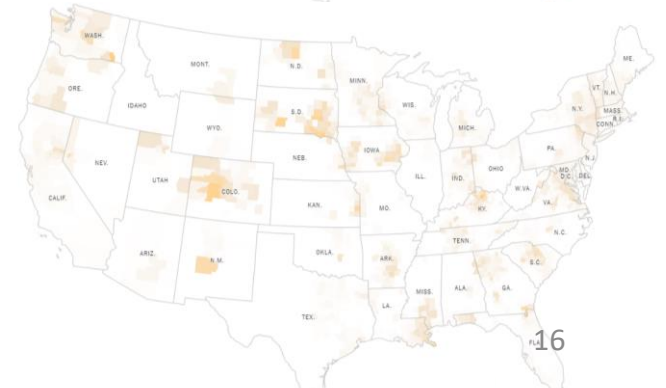 WASH.
ME.
MONT.
N.D.
MINN.
VT.
N.H.
ORE.
IDAHO
S.D.
WIS.
N.Y.
MASS.
R.I.
CONN.
MICH.
WYO.
IOWA
PA.
N.J.
NEB.
NEV.
UTAH
COLO.
ILL.
IND.
OHIO
MD.
D.C.
DEL.
W.VA.
VA.
CALIF.
KAN.
MO.
KY.
N.C.
TENN.
ARIZ.
N.M.
OKLA.
ARK.
S.C.
MISS.
ALA.
GA.
LA.
TEX.
FLA.
16